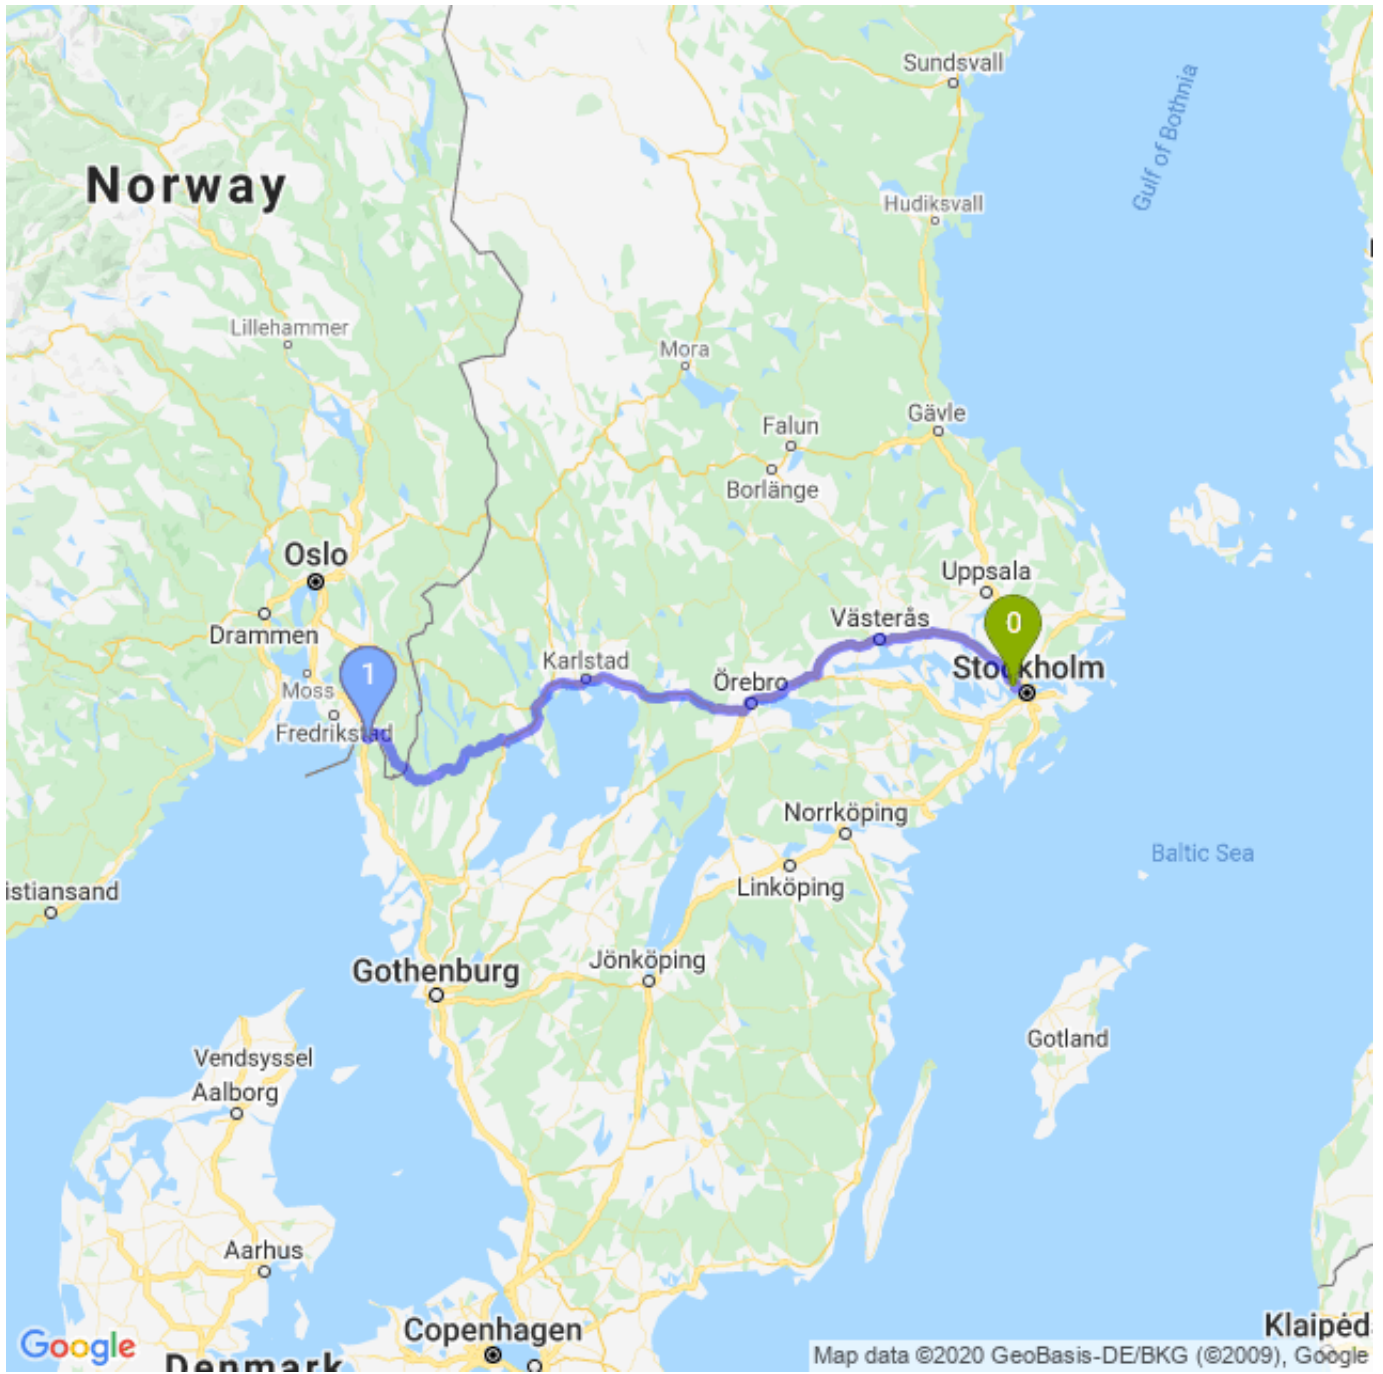 Sundsvall
Gulf of Bothnia
Norway
Hudiksvall
Lillehammer
Mora
Gävle
Falun
Borlänge
Oslo
Uppsala
Drammen
Västerås
0
Karlstad
Stockholm
1
Moss
Örebro
Fredrikstad
Norrköping
Baltic Sea
Linköping
istiansand
Jönköping
Gothenburg
Gotland
Vendsyssel
Aalborg
Aarhus
Klaipėd
Copenhagen
Google
Denmark
Map data ©2020 GeoBasis-DE/BKG (©2009), Google